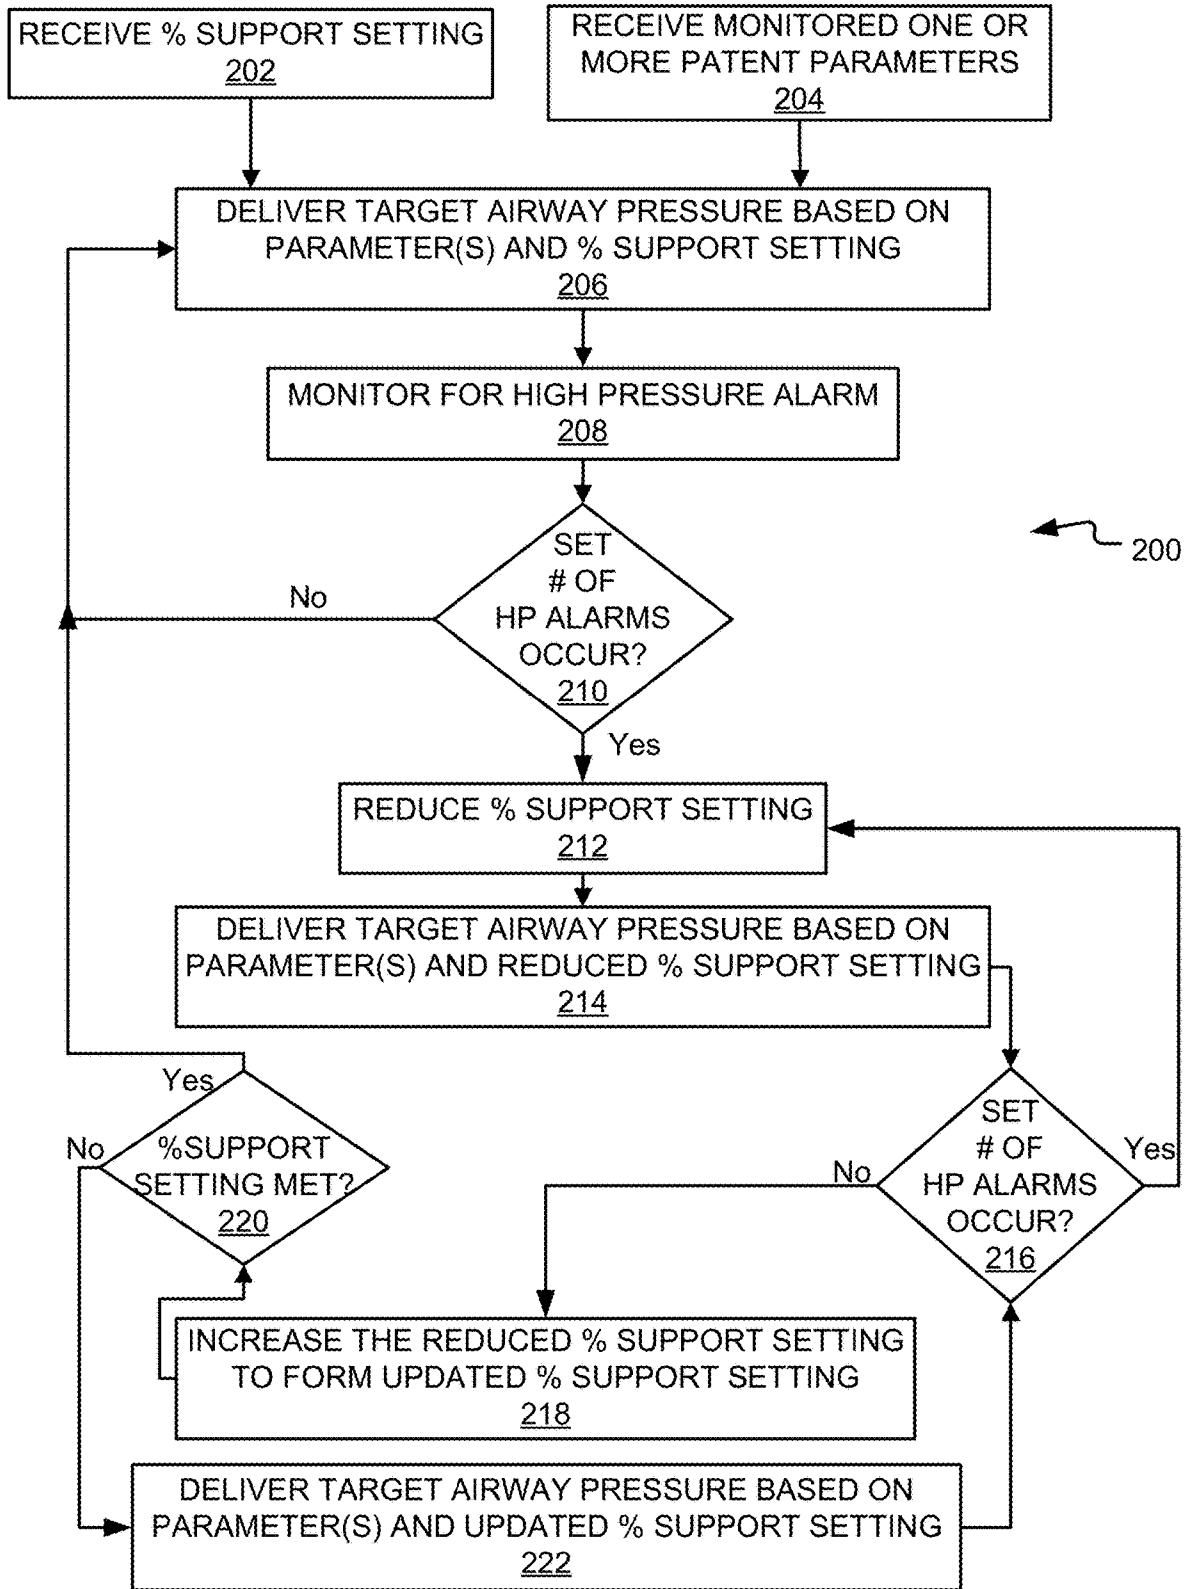 RECEIVE % SUPPORT SETTING
202
RECEIVE MONITORED ONE OR
MORE PATENT PARAMETERS
204
DELIVER TARGET AIRWAY PRESSURE BASED ON
PARAMETER(S) AND % SUPPORT SETTING
206
MONITOR FOR HIGH PRESSURE ALARM
208
SET
# OF
HP ALARMS
OCCUR?
210
No
Yes
200
REDUCE % SUPPORT SETTING
212
DELIVER TARGET AIRWAY PRESSURE BASED ON
PARAMETER(S) AND REDUCED % SUPPORT SETTING
214
SET
# OF
HP ALARMS
OCCUR?
216
Yes
No
Yes
No
%SUPPORT
SETTING MET?
220
INCREASE THE REDUCED % SUPPORT SETTING
TO FORM UPDATED % SUPPORT SETTING
218
DELIVER TARGET AIRWAY PRESSURE BASED ON
PARAMETER(S) AND UPDATED % SUPPORT SETTING
222